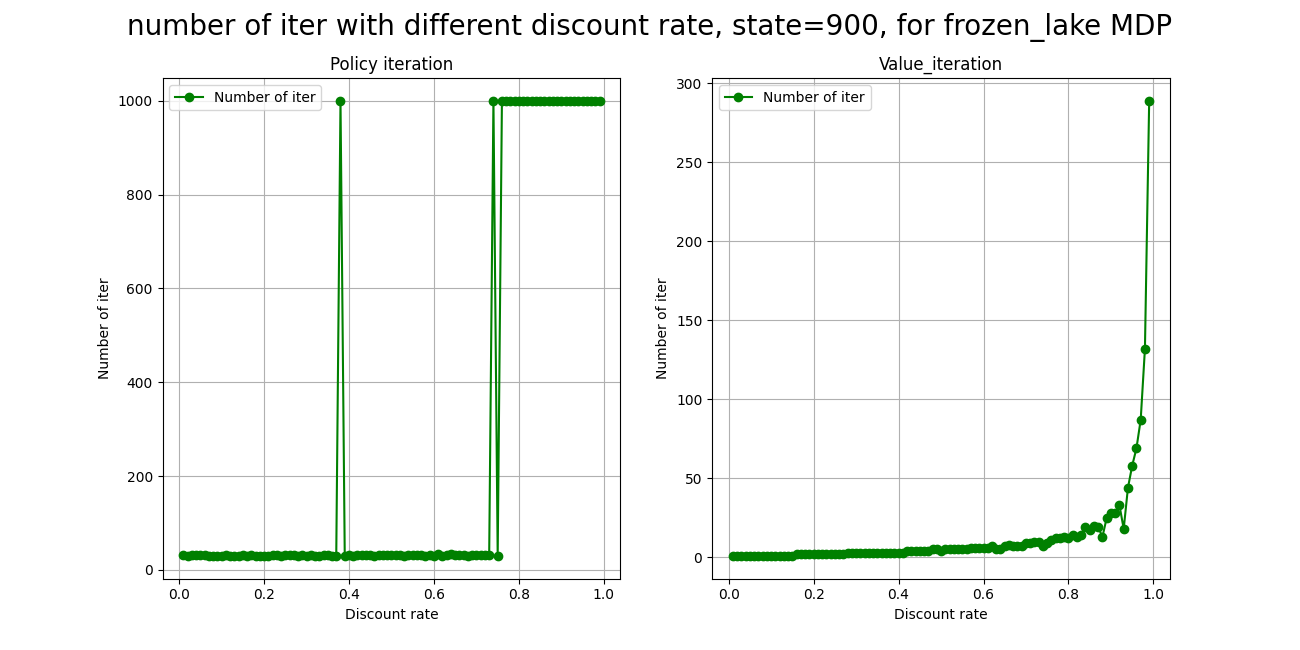 number of iter with different discount rate, state=900, for frozen_lake MDP
Policy iteration
Number of iter
1000
800
600
400
200
0
Number of iter
0.0 0.2 0.4 0.6 0.8 1.0
Discount rate
Value_iteration
Number of iter
300
250
200
150
100
50
0
Number of iter
0.0 0.2 0.4 0.6 0.8 1.0
Discount rate